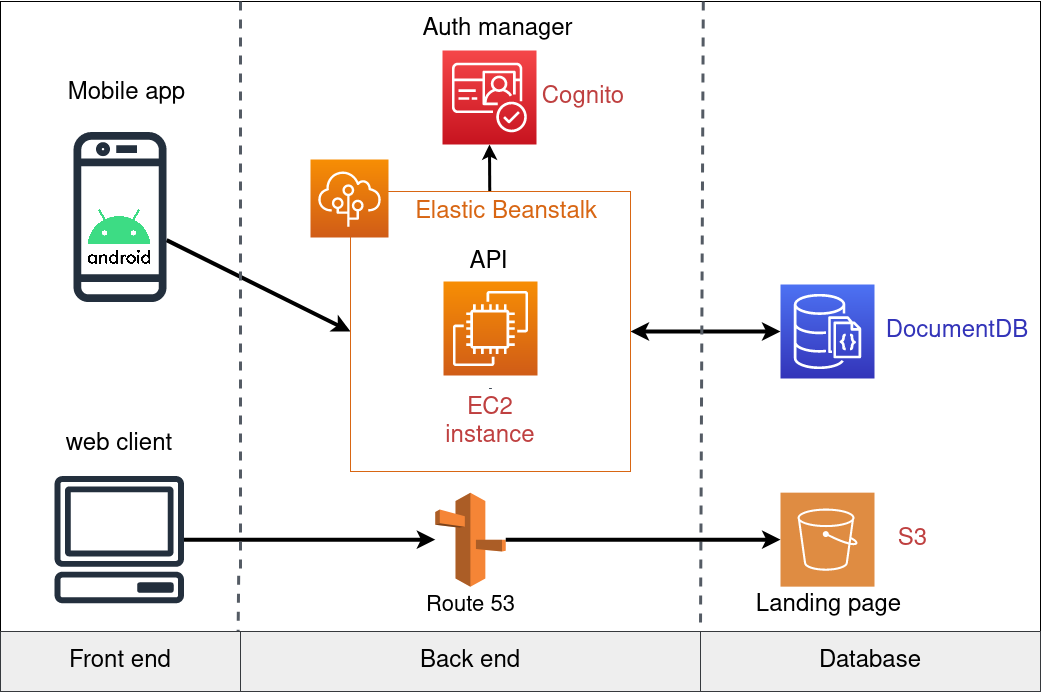 Auth manager
Cognito
Mobile app
android
Elastic Beanstalk
API
EC2
instance
DocumentDB
web client
Route 53
S3
Landing page
Front end
Back end
Database